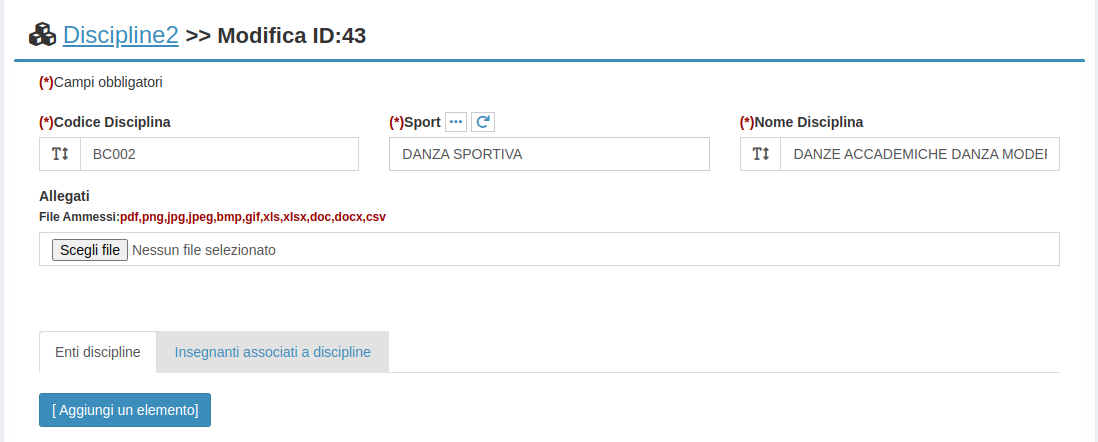 Discipline2 >> Modifica ID:43
(*)Campi obbligatori
(*)Codice Disciplina
BC002
(*)Sport
DANZA SPORTIVA
(*)Nome Disciplina
DANZE ACCADEMICHE DANZA MODEF
Allegati
File Ammessi:pdf,png,jpg,jpeg,bmp,gif,xls,xlsx,doc,docx,csv
Scegli file Nessun file selezionato
Enti discipline
Insegnanti associati a discipline
[ Aggiungi un elemento]